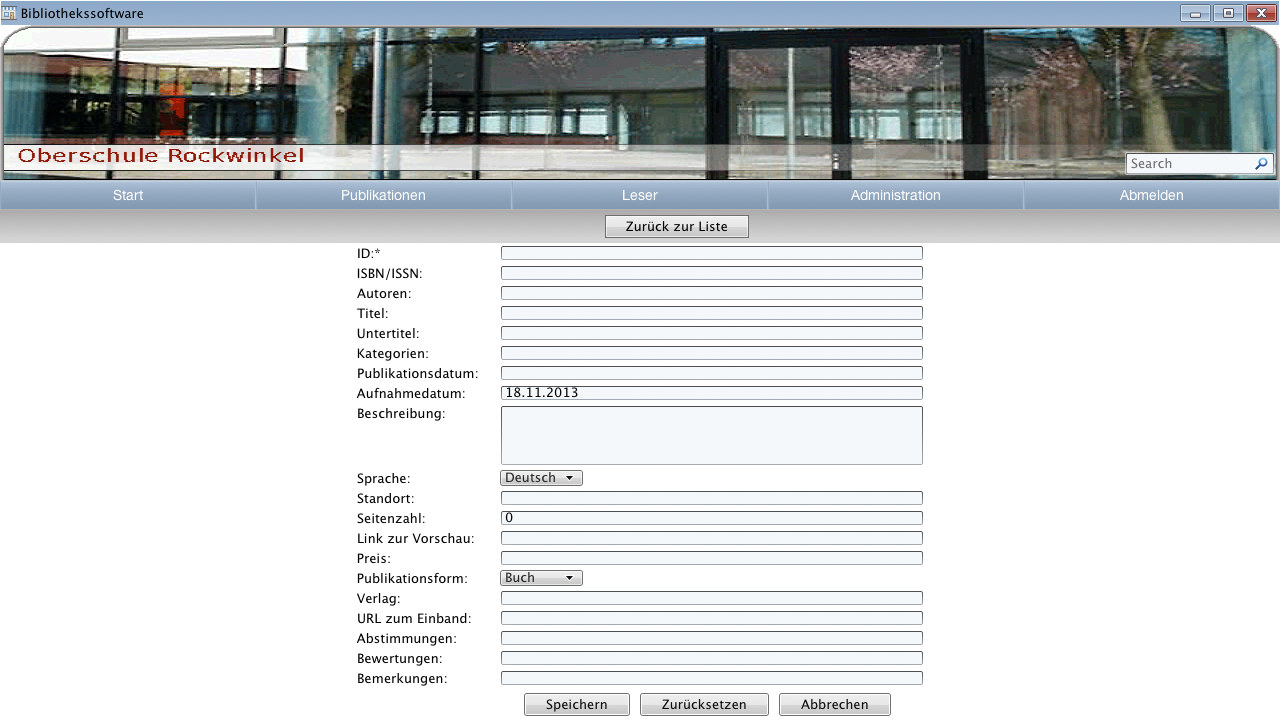 Bibliothekssoftware
Oberschule Rockwinkel
Search
Start Publikationen Leser Administration Abmelden
Zurück zur Liste
ID:*
ISBN/ISSN:
Autoren:
Titel:
Untertitel:
Kategorien:
Publikationsdatum:
Aufnahmedatum: 18.11.2013
Beschreibung:
Sprache: Deutsch
Standort:
Seitenzahl: 0
Link zur Vorschau:
Preis:
Publikationsform: Buch
Verlag:
URL zum Einband:
Abstimmungen:
Bewertungen:
Bemerkungen:
Speichern Zurücksetzen Abbrechen